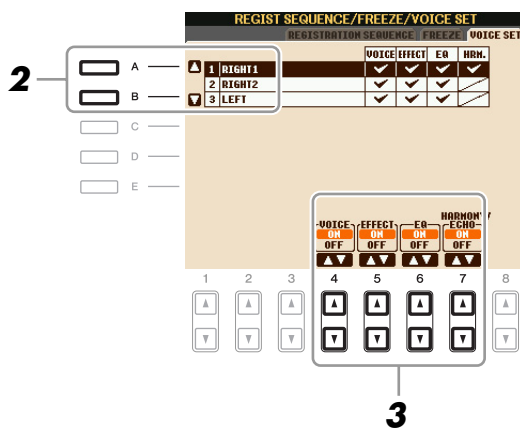 REGIST SEQUENCE/FREEZE/VOICE SET
REGISTRATION SEQUENCE FREEZE VOICE SET
VOICE EFFECT EQ HRM.
2
A
1 RIGHT1
B
2 RIGHT2
3 LEFT
C
D
E
HARMONY/
VOICE EFFECT EQ ECHO
ON ON ON ON
OFF OFF OFF OFF
1 2 3 4 5 6 7 8
3